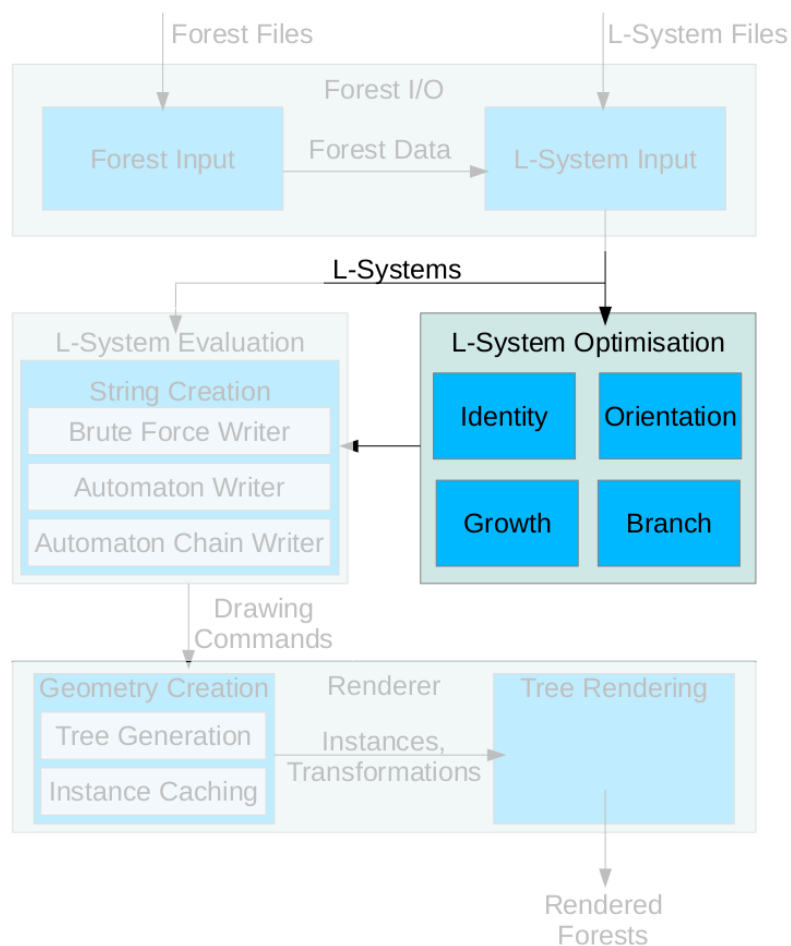 Forest Files
L-System Files
Forest I/O
Forest Input
Forest Data
L-System Input
L-Systems
L-System Evaluation
String Creation
Brute Force Writer
Automaton Writer
Automaton Chain Writer
L-System Optimisation
Identity
Orientation
Growth
Branch
Drawing
Commands
Geometry Creation
Tree Generation
Instance Caching
Renderer
Instances,
Transformations
Tree Rendering
Rendered
Forests